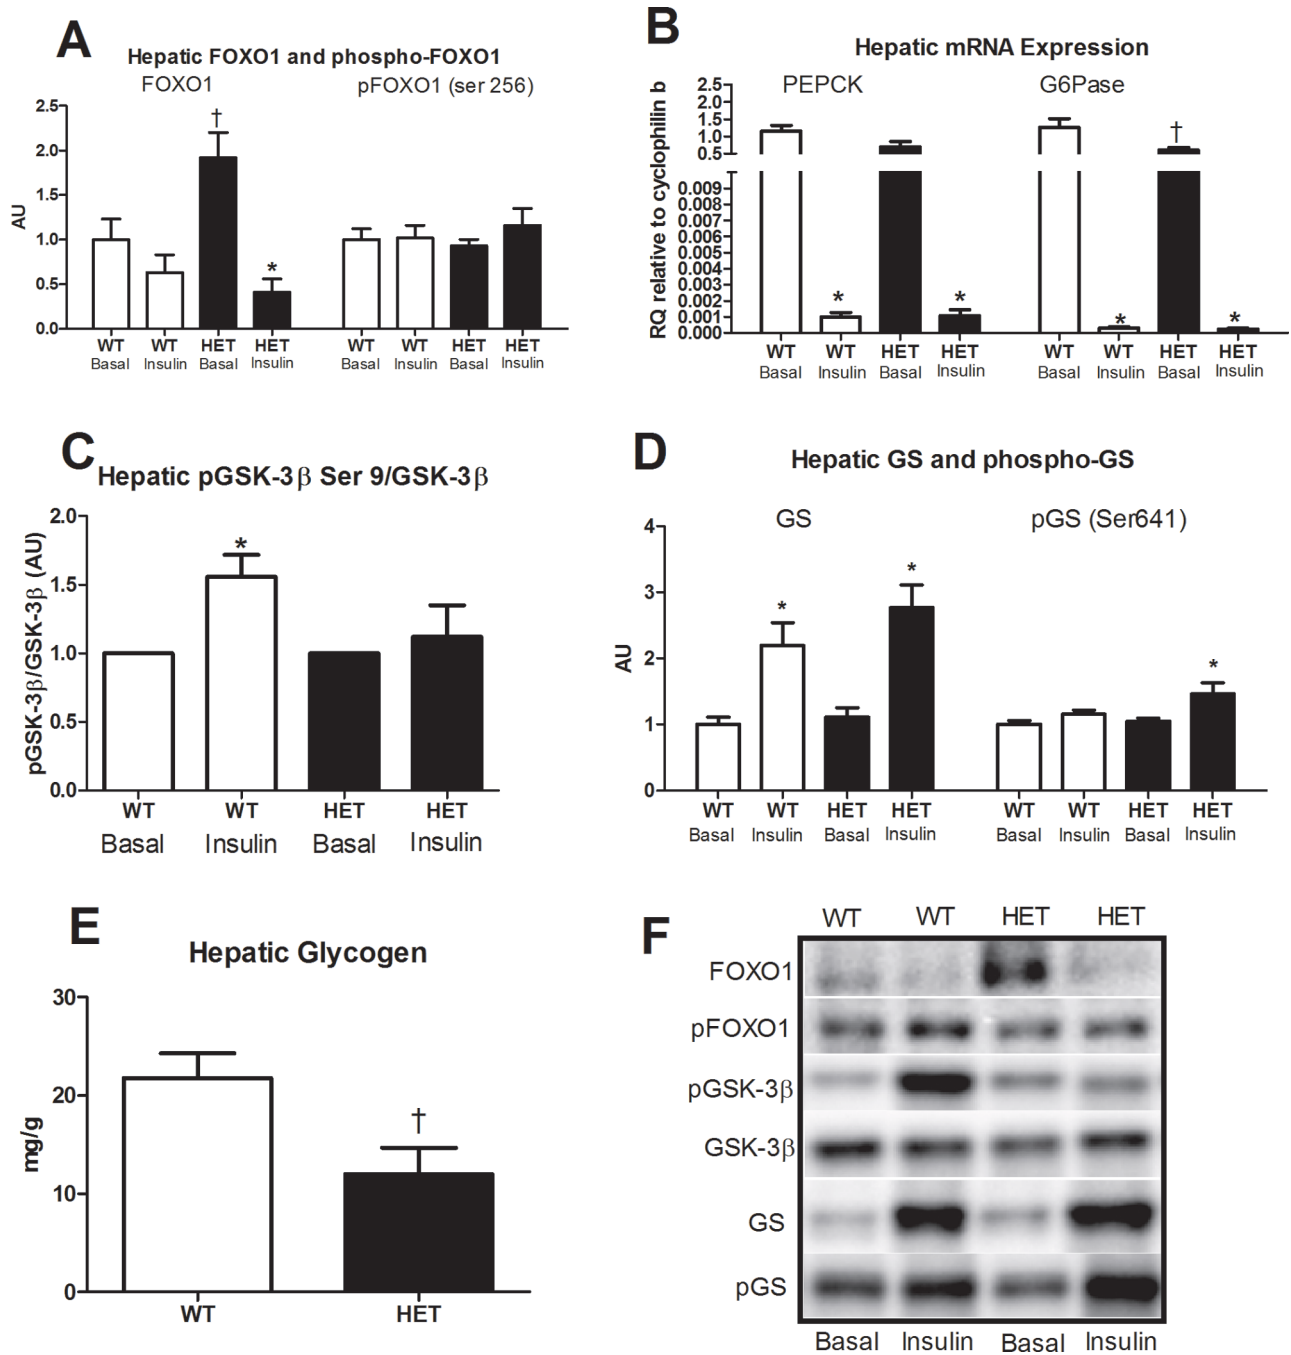 A
Hepatic FOXO1 and phospho-FOXO1
FOXO1 pFOXO1 (ser 256)
2.5
2.0
1.5
1.0
0.5
0.0
AU
†
*
WT WT HET HET WT WT HET HET
Basal Insulin Basal Insulin Basal Insulin Basal Insulin
B
Hepatic mRNA Expression
PEPCK G6Pase
RQ relative to cyclophilin b
2.5
2.0
1.5
1.0
0.5
0.009
0.008
0.007
0.006
0.005
0.004
0.003
0.002
0.001
0.000
†
* * * *
WT WT HET HET WT WT HET HET
Basal Insulin Basal Insulin Basal Insulin Basal Insulin
C
Hepatic pGSK-3β Ser 9/GSK-3β
pGSK-3β/GSK-3β (AU)
2.0
1.5
1.0
0.5
0.0
*
WT WT HET HET
Basal Insulin Basal Insulin
D
Hepatic GS and phospho-GS
GS pGS (Ser641)
AU
4
3
2
1
0
* * *
WT WT HET HET WT WT HET HET
Basal Insulin Basal Insulin Basal Insulin Basal Insulin
E
Hepatic Glycogen
mg/g
30
20
10
0
†
WT HET
F
WT WT HET HET
FOXO1
pFOXO1
pGSK-3β
GSK-3β
GS
pGS
Basal Insulin Basal Insulin